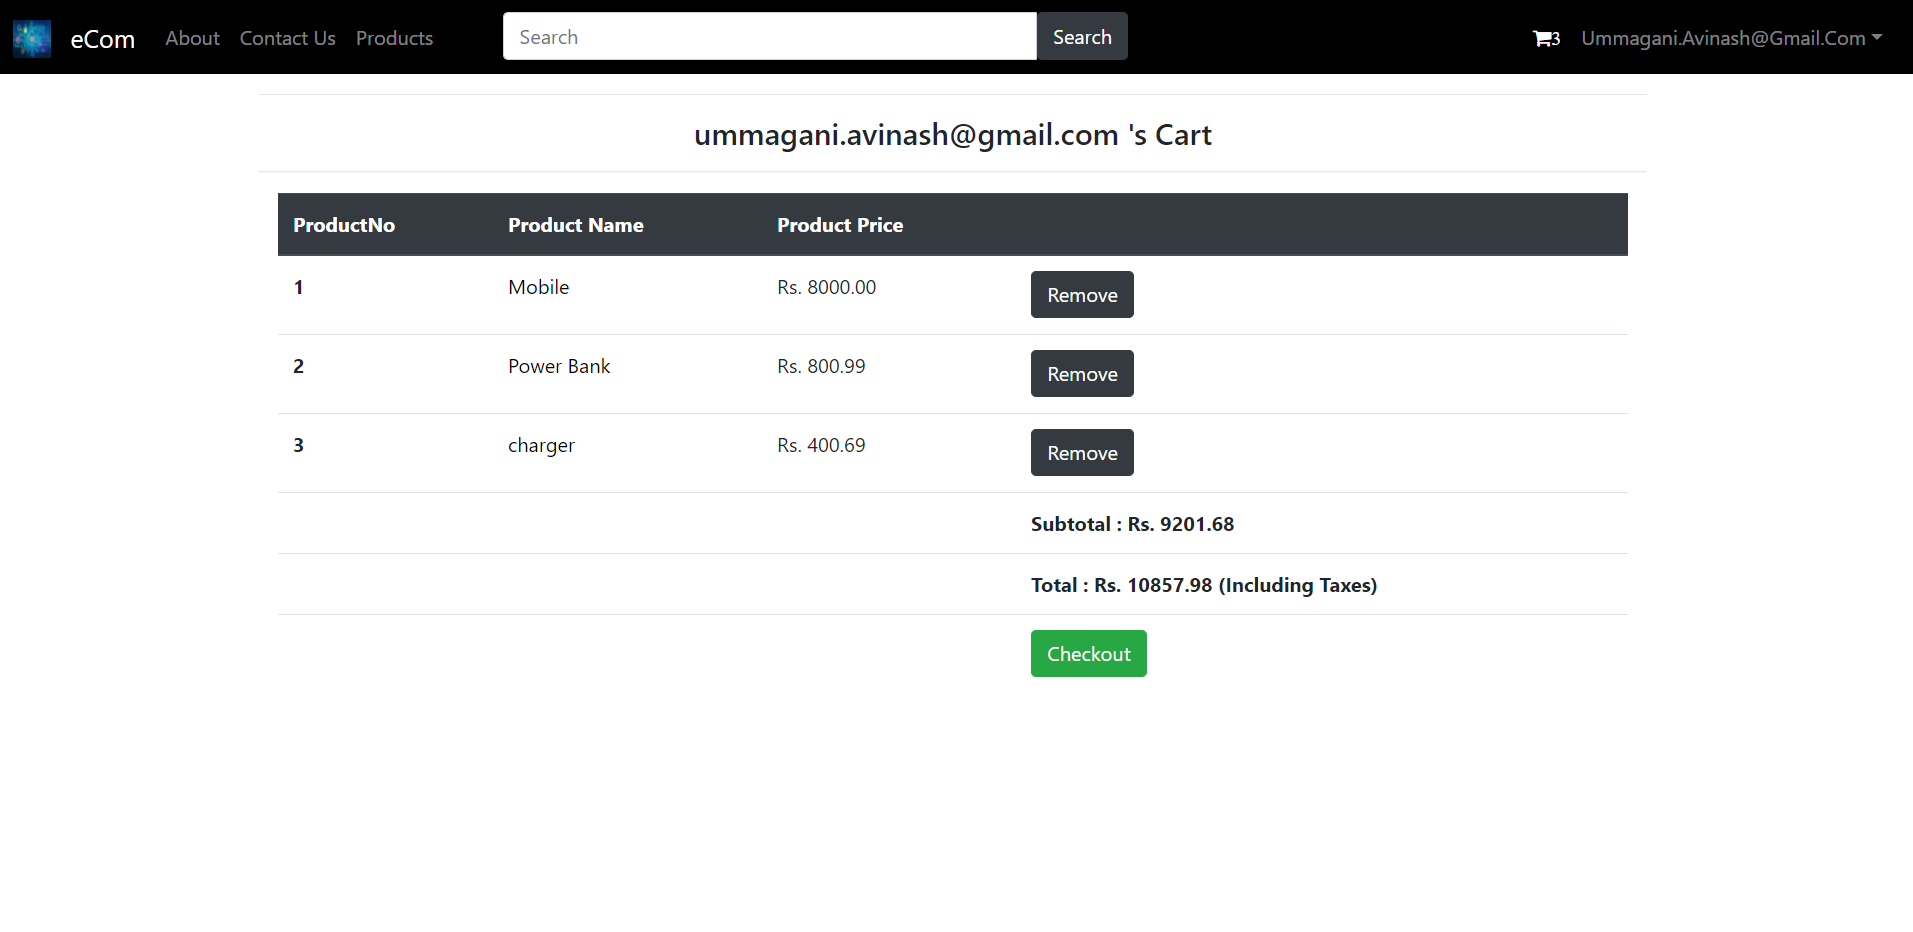 eCom About Contact Us Products Search Search 3 Ummagani.Avinash@Gmail.Com
ummagani.avinash@gmail.com 's Cart
ProductNo Product Name Product Price
1 Mobile Rs. 8000.00 Remove
2 Power Bank Rs. 800.99 Remove
3 charger Rs. 400.69 Remove
Subtotal : Rs. 9201.68
Total : Rs. 10857.98 (Including Taxes)
Checkout